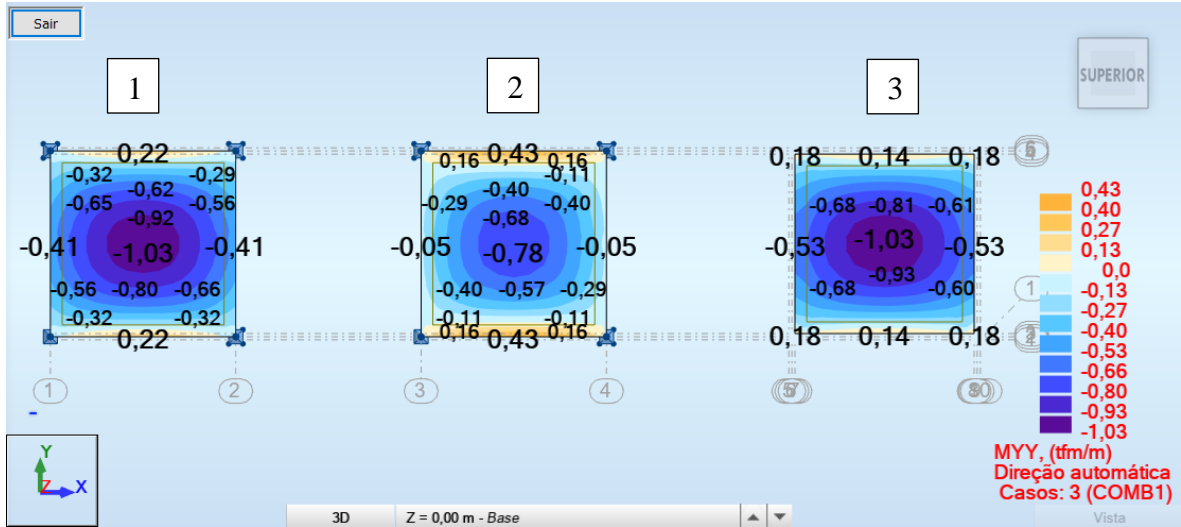 Sair
1 2 3
SUPERIOR
0,22 0,43 0,18 0,14 0,18
-0,32 -0,29 0,16 0,16
-0,62 -0,11
-0,65 -0,56 -0,40
-0,92 -0,29 -0,40 -0,68 -0,81 -0,61
-0,68
-0,41 -1,03 -0,41 -0,05 -0,78 -0,05 -0,53 -1,03 -0,53
-0,93
-0,56 -0,80 -0,66 -0,40 -0,57 -0,29 -0,68 -0,60
-0,32 -0,32 -0,11 -0,11
0,16 0,16
0,22 0,43 0,18 0,14 0,18
1
1 2 3 4
0,43
0,40
0,27
0,13
0,0
-0,13
-0,27
-0,40
-0,53
-0,66
-0,80
-0,93
-1,03
MYY, (tfm/m)
Direção automática
Casos: 3 (COMB1)
Y
Z X
3D Z = 0,00 m - Base
Vista